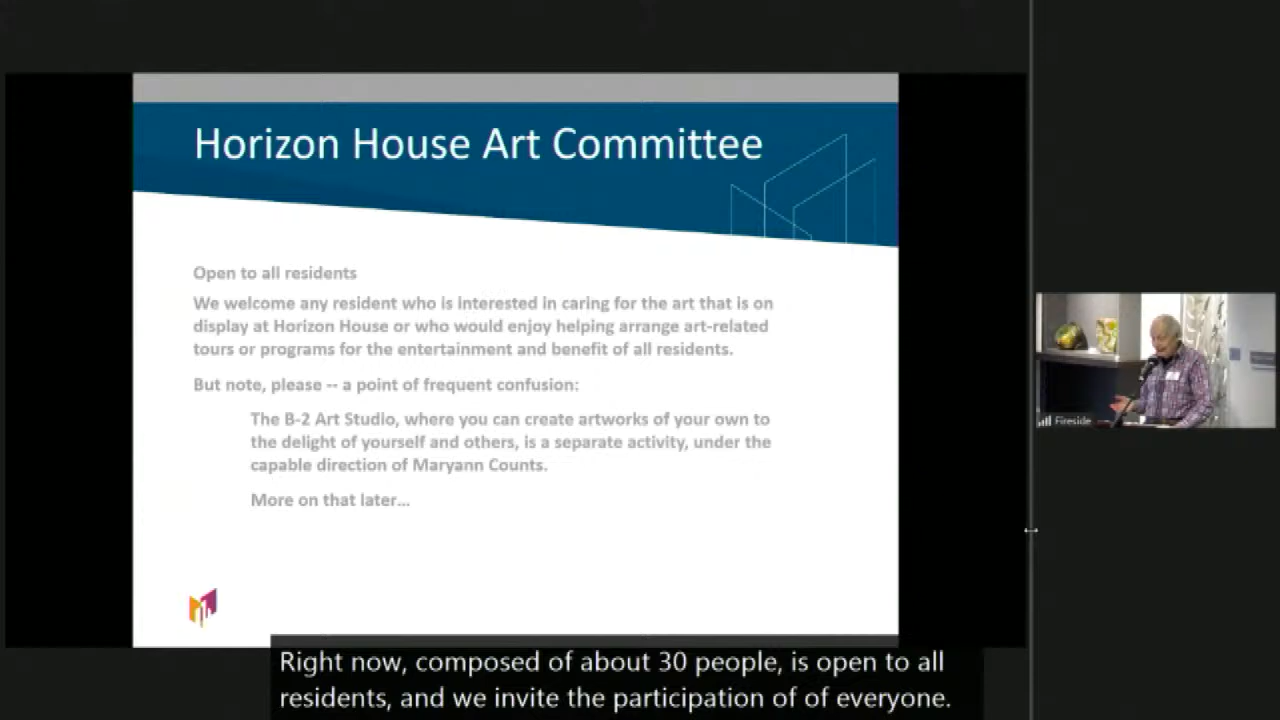 Horizon House Art Committee
Open to all residents
We welcome any resident who is interested in caring for the art that is on
display at Horizon House or who would enjoy helping arrange art-related
tours or programs for the entertainment and benefit of all residents.
But note, please -- a point of frequent confusion:
The B-2 Art Studio, where you can create artworks of your own to
the delight of yourself and others, is a separate activity, under the
capable direction of Maryann Counts.
More on that later...
Fireside
Right now, composed of about 30 people, is open to all
residents, and we invite the participation of of everyone.